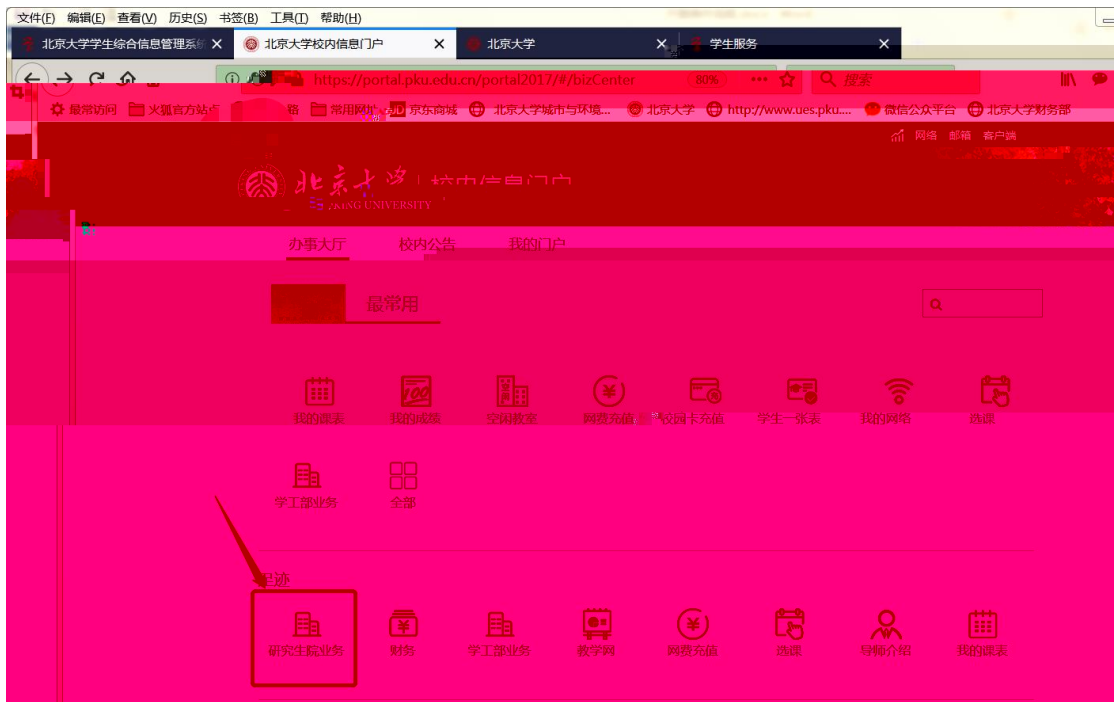 文件(F) 编辑(E) 查看(V) 历史(S) 书签(B) 工具(T) 帮助(H)
北京大学学生综合信息管理系统 × 北京大学校内信息门户 × 北京大学 × 学生服务 ×
https://portal.pku.edu.cn/portal2017/#/bizCenter 80% ••• 搜索
最常访问 火狐官方站点 常用网址 JD 京东商城 北京大学城市与环境... 北京大学 http://www.ues.pku.... 微信公众平台 北京大学财务部
网络 邮箱 客户端
北京大学 校内信息门户
UNIVERSITY
办事大厅 校内公告 我的门户
最常用
我的课表 我的成绩 空闲教室 网费充值 校园卡充值 学生一张表 我的网络 选课
学工部业务 全部
足迹
研究生院业务 财务 学工部业务 教学网 网费充值 选课 导师介绍 我的课表